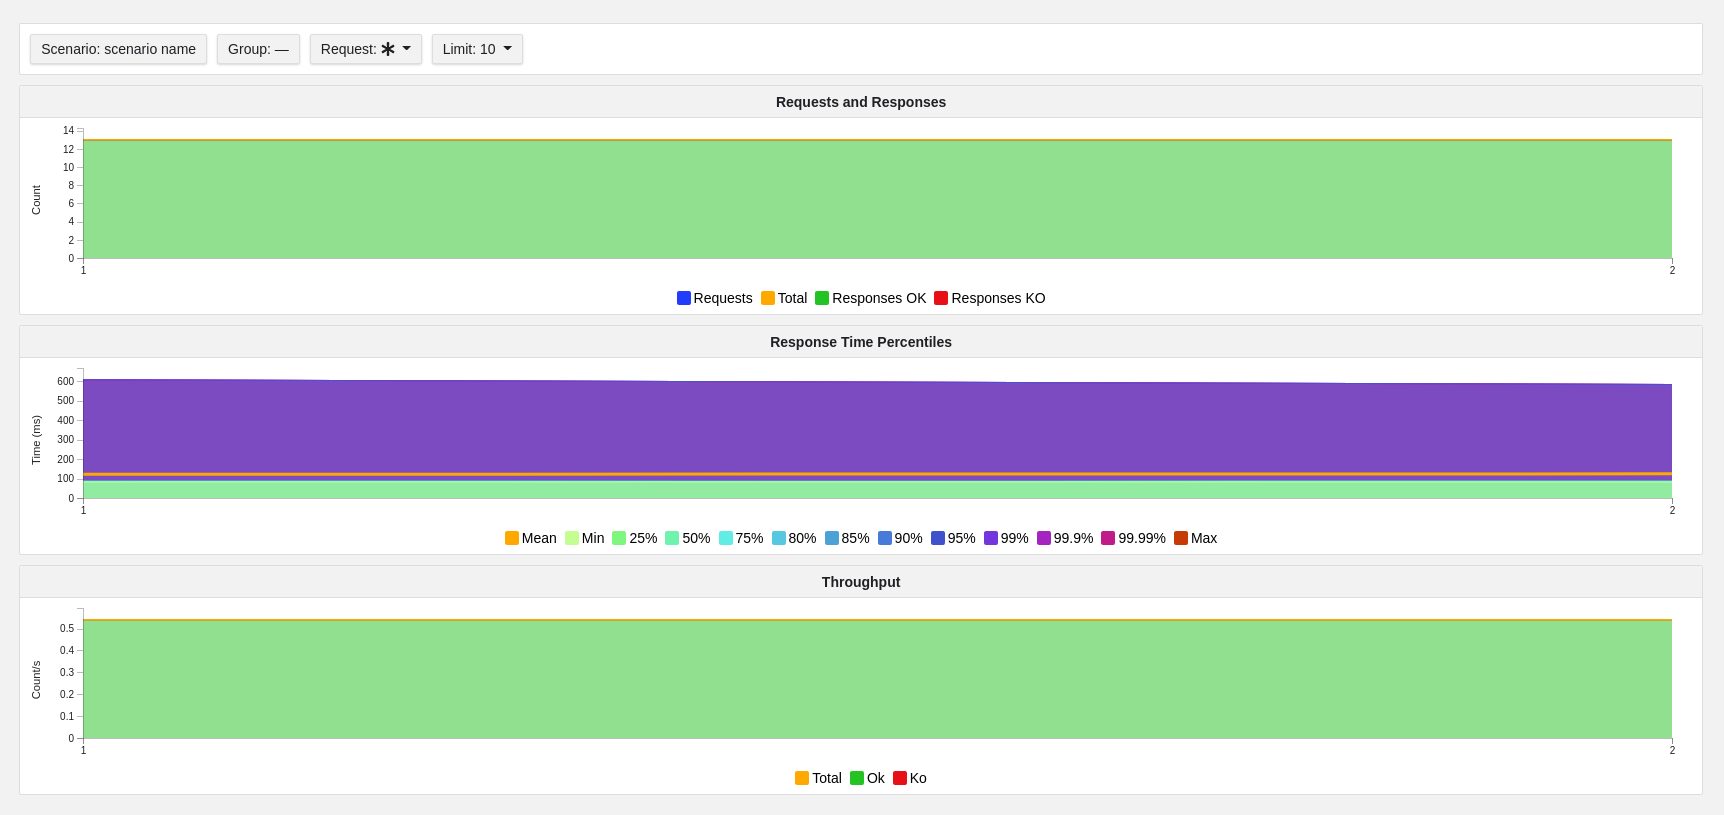 Scenario: scenario name Group: — Request: * Limit: 10
Requests and Responses
14
12
10
8
6
4
2
0
Count
1 2
Requests Total Responses OK Responses KO
Response Time Percentiles
600
500
400
300
200
100
0
Time (ms)
1 2
Mean Min 25% 50% 75% 80% 85% 90% 95% 99% 99.9% 99.99% Max
Throughput
0.5
0.4
0.3
0.2
0.1
0
Count/s
1 2
Total Ok Ko